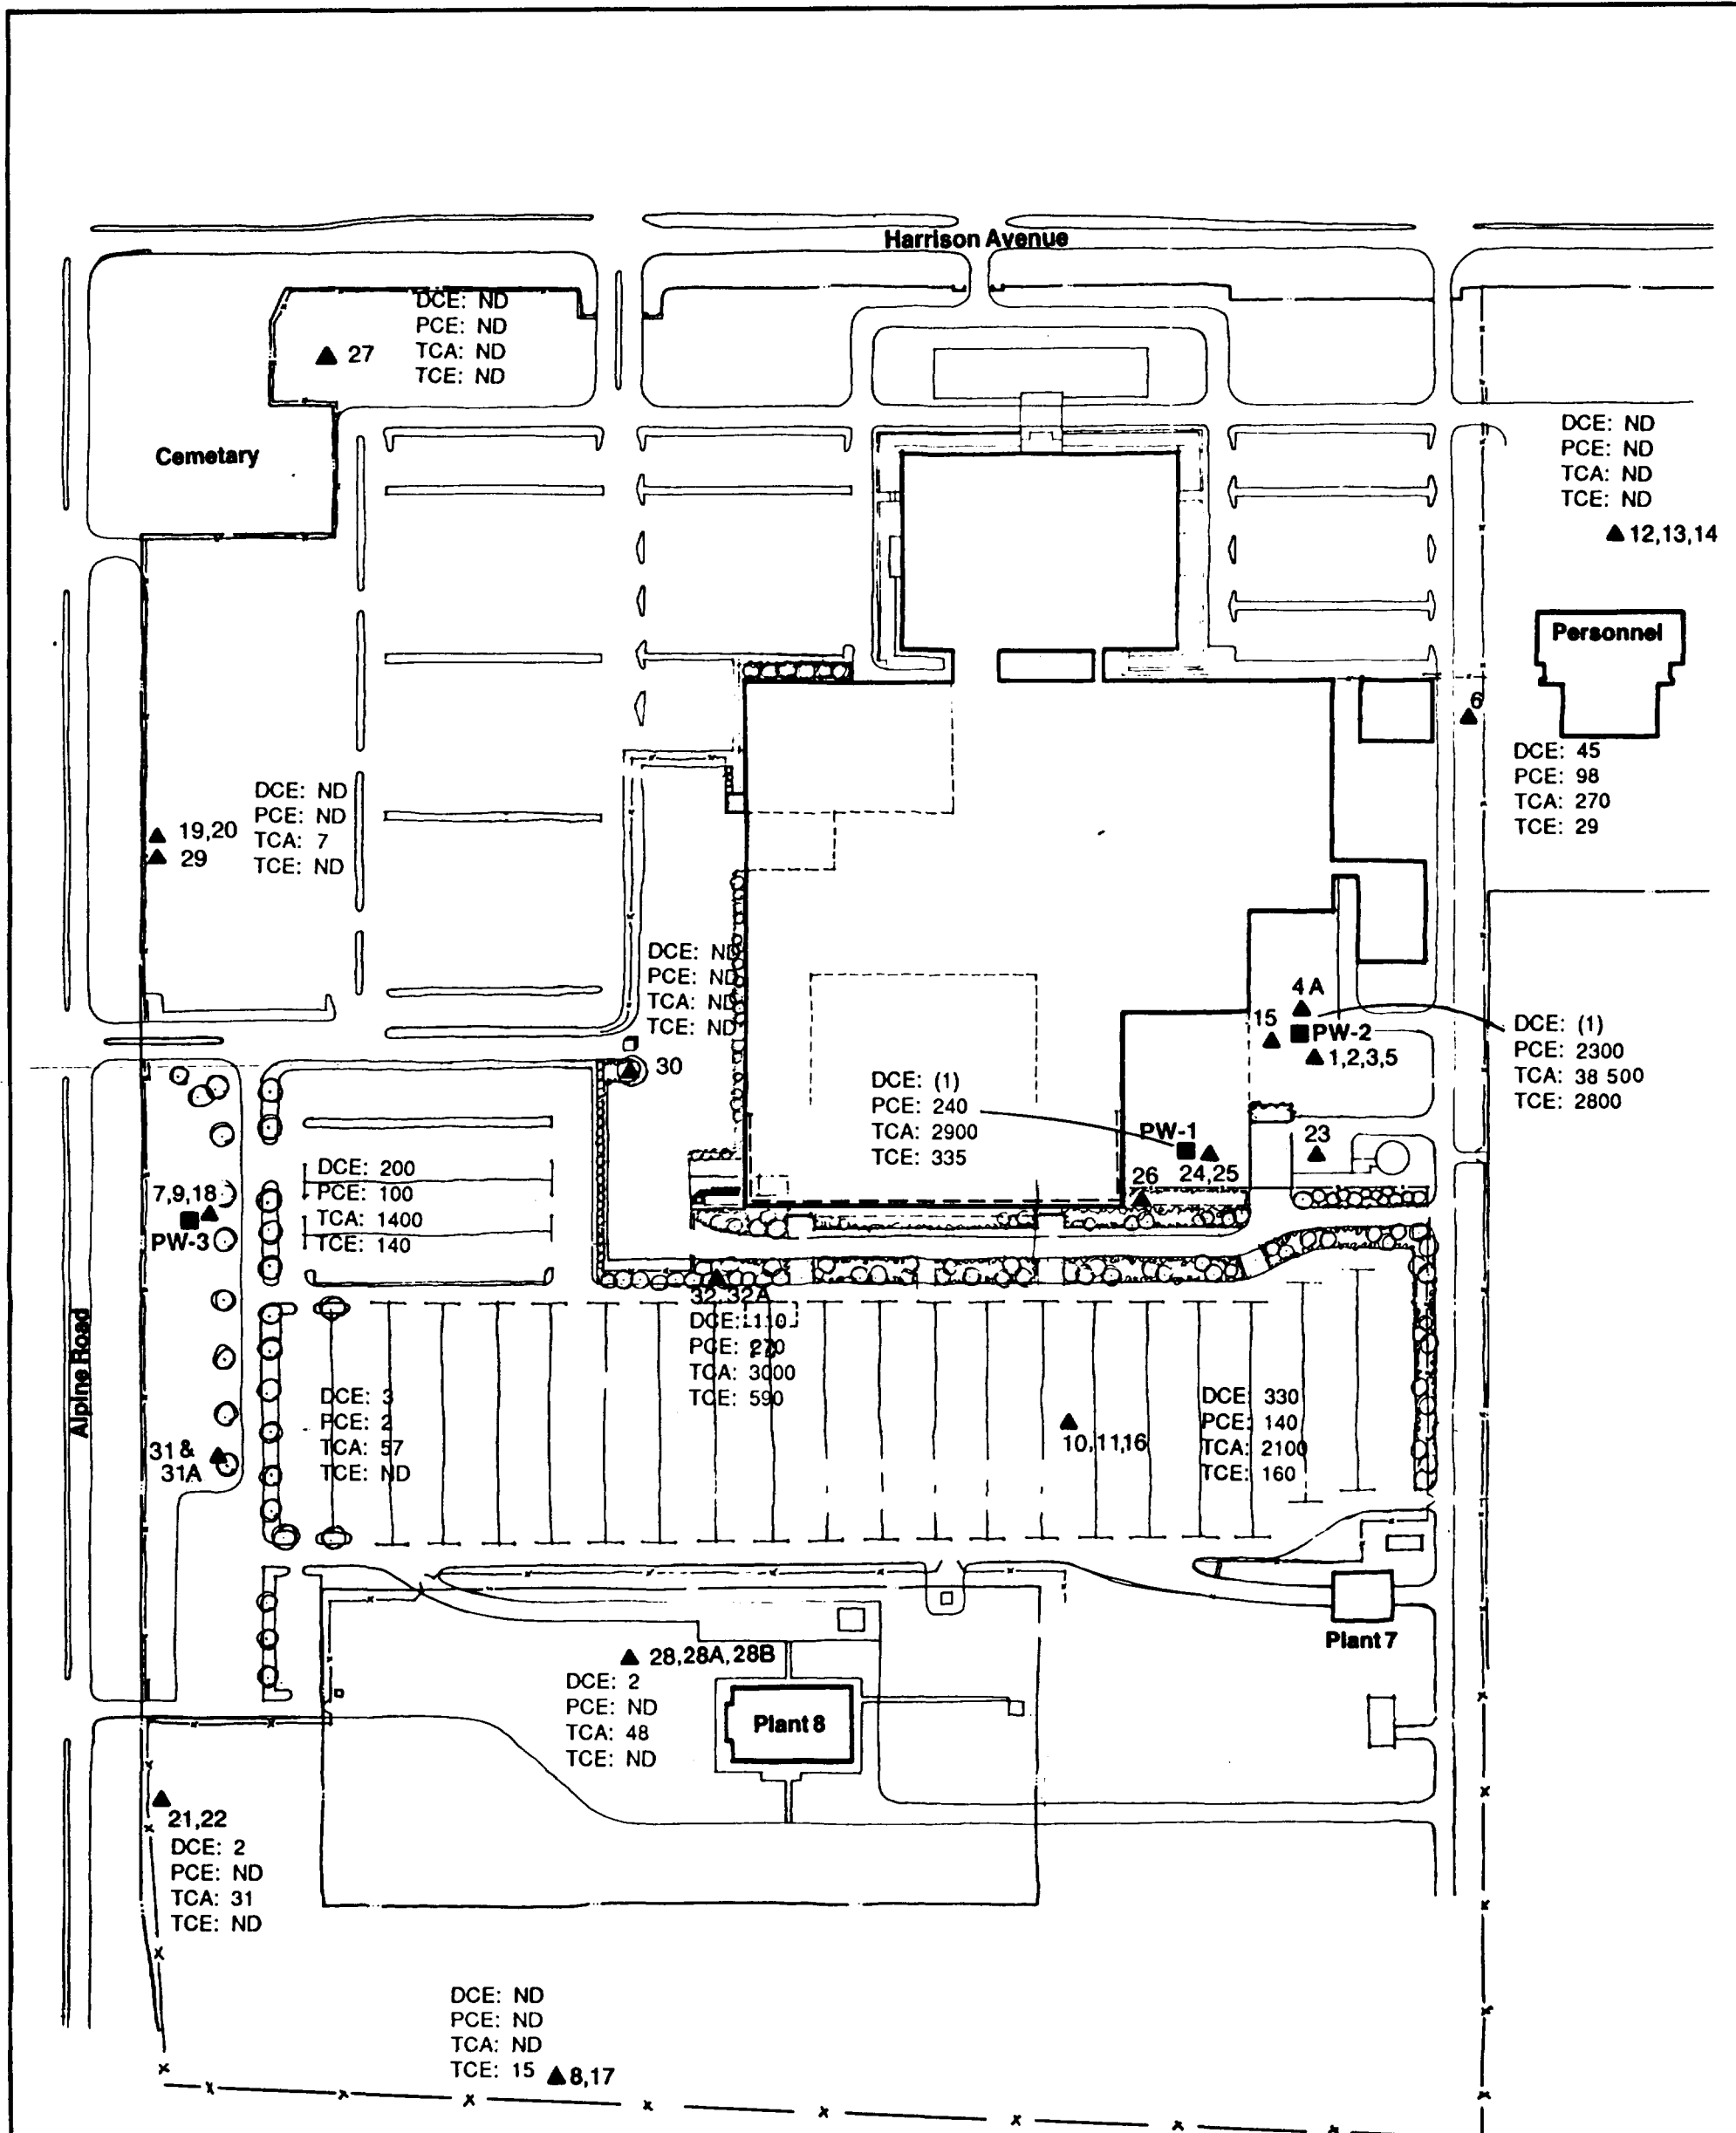 Harrison Avenue
DCE: ND
PCE: ND
TCA: ND
TCE: ND
27
Cemetary
DCE: ND
PCE: ND
TCA: ND
TCE: ND
12,13,14
Personnel
6
DCE: 45
PCE: 98
TCA: 270
TCE: 29
19,20
29
DCE: ND
PCE: ND
TCA: 7
TCE: ND
DCE: ND
PCE: ND
TCA: ND
TCE: ND
30
4A
15
PW-2
1,2,3,5
DCE: (1)
PCE: 2300
TCA: 38 500
TCE: 2800
DCE: (1)
PCE: 240
TCA: 2900
TCE: 335
PW-1
24,25
23
26
7,9,18
PW-3
DCE: 200
PCE: 100
TCA: 1400
TCE: 140
32,32A
DCE: 110
PCE: 270
TCA: 3000
TCE: 590
Alpine Road
31 &
31A
DCE: 3
PCE: 2
TCA: 57
TCE: ND
10,11,16
DCE: 330
PCE: 140
TCA: 2100
TCE: 160
Plant 7
28,28A,28B
DCE: 2
PCE: ND
TCA: 48
TCE: ND
Plant 8
21,22
DCE: 2
PCE: ND
TCA: 31
TCE: ND
DCE: ND
PCE: ND
TCA: ND
TCE: 15
8,17